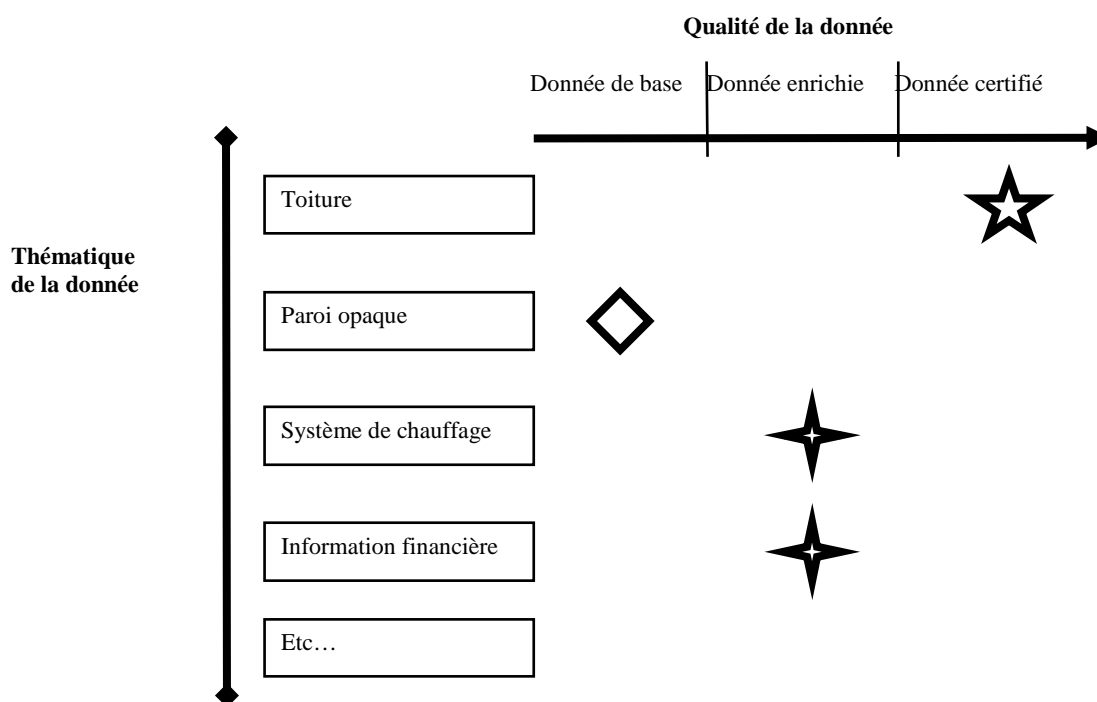 Qualité de la donnée
Donnée de base Donnée enrichie Donnée certifié
Toiture
Thématique
de la donnée
Paroi opaque
Système de chauffage
Information financière
Etc…